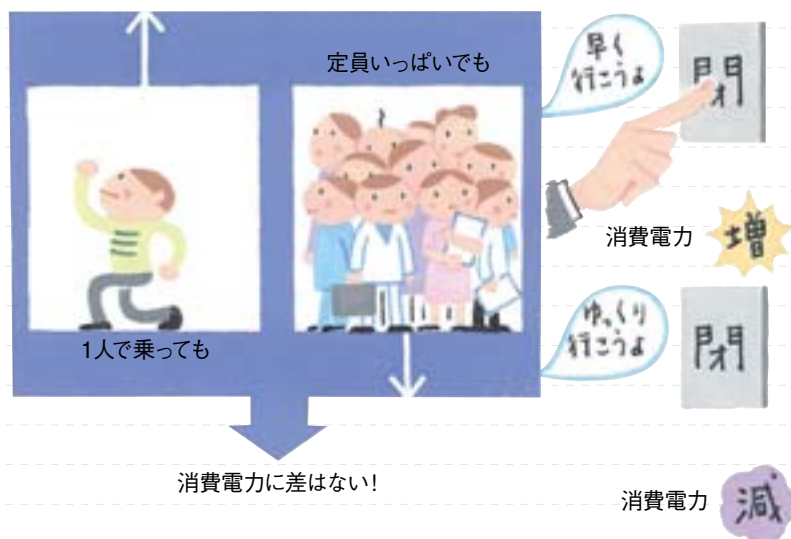 定員いっぱいでも
1人で乗っても
消費電力に差はない!
早く
行こうよ
閉
消費電力
増
ゆっくり
行こうよ
閉
消費電力
減